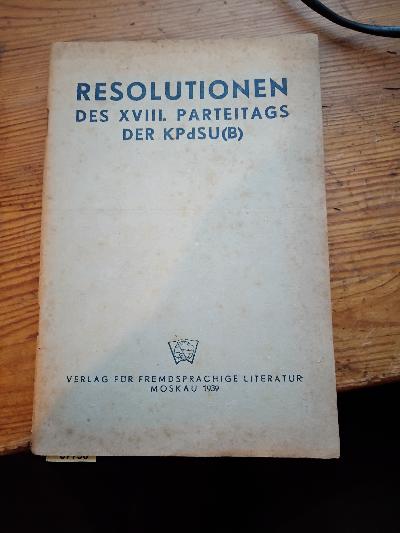 RESOLUTIONEN
DES XVIII. PARTEITAGS
DER KPdSU(B)
VERLAG FÜR FREMDSPRACHIGE LITERATUR
MOSKAU 1939